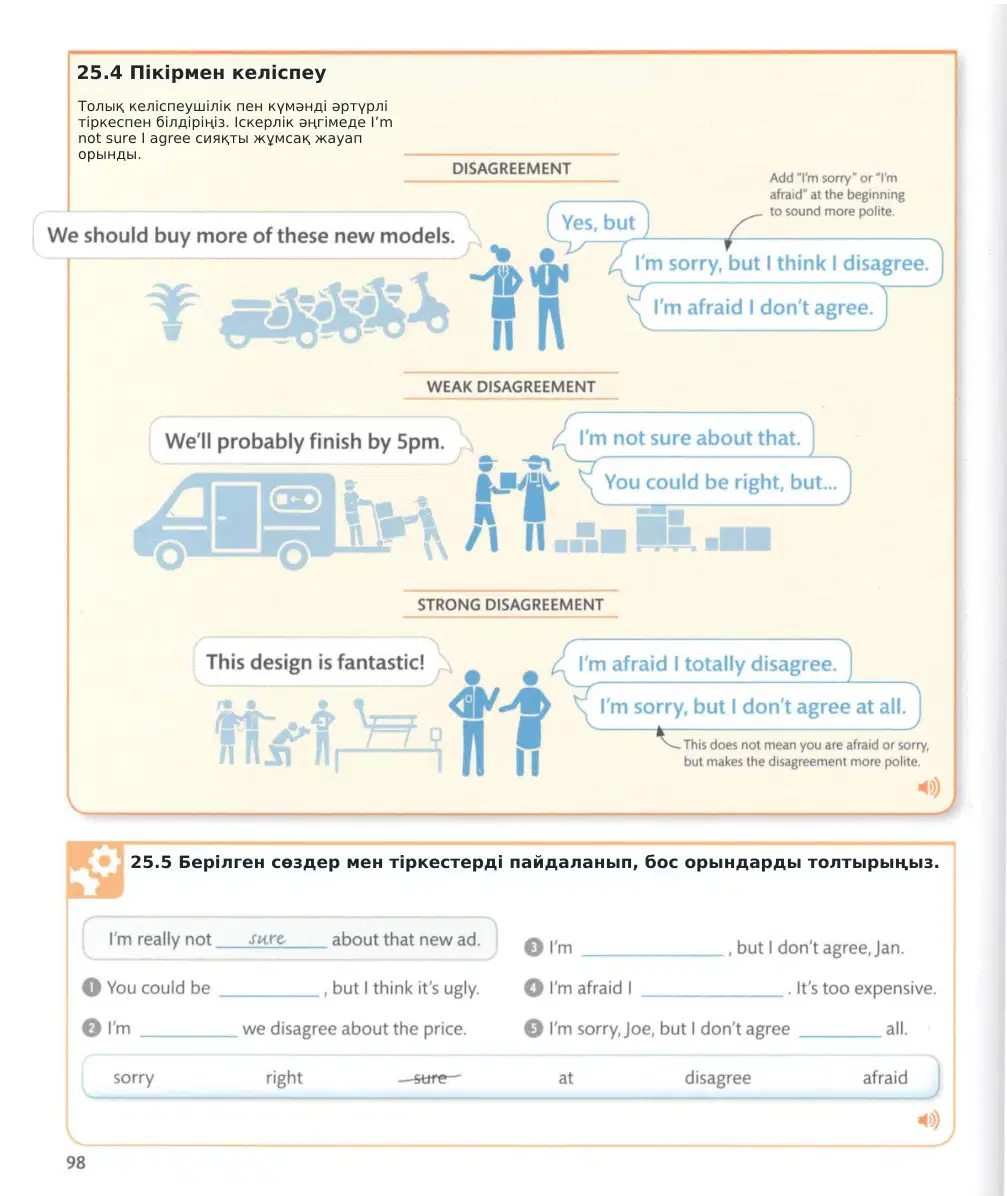 25.4 Пікірмен келіспеу
Толық келіспеушілік пен күмәнді әртүрлі
тіркеспен білдіріңіз. Іскерлік әңгімеде I’m
not sure I agree сияқты жұмсақ жауап
орынды.
DISAGREEMENT
Add "I'm sorry" or "I'm
afraid" at the beginning
to sound more polite.
We should buy more of these new models.
Yes, but
I'm sorry, but I think I disagree.
I'm afraid I don't agree.
WEAK DISAGREEMENT
We'll probably finish by 5pm.
I'm not sure about that.
You could be right, but...
STRONG DISAGREEMENT
This design is fantastic!
I'm afraid I totally disagree.
I'm sorry, but I don't agree at all.
This does not mean you are afraid or sorry,
but makes the disagreement more polite.
25.5 Берілген сөздер мен тіркестерді пайдаланып, бос орындарды толтырыңыз.
I'm really not sure about that new ad.
1 You could be ___________, but I think it's ugly.
2 I'm ___________ we disagree about the price.
3 I'm ___________, but I don't agree, Jan.
4 I'm afraid I ___________. It's too expensive.
5 I'm sorry, Joe, but I don't agree ___________ all.
sorry right sure at disagree afraid
98